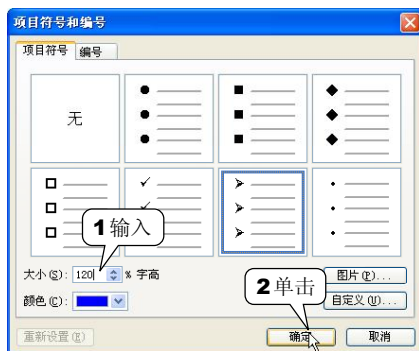 项目符号和编号
项目符号 编号
无
1 输入
大小(S): 120 % 字高
图片(P)...
2 单击
颜色(C):
自定义(U)...
重新设置(E)
确定
取消